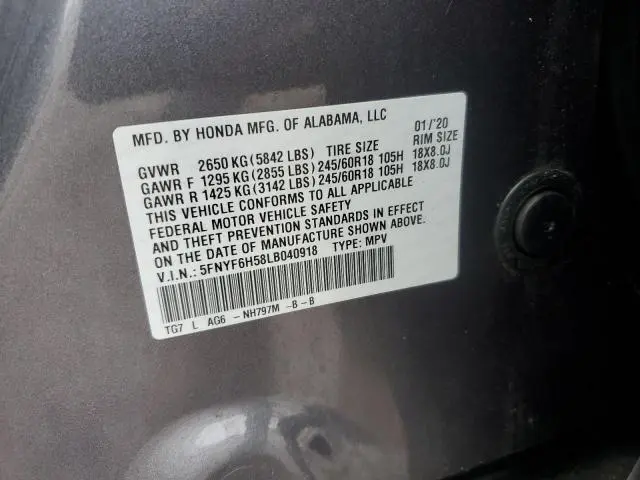 MFD. BY HONDA MFG. OF ALABAMA, LLC 01/'20
GVWR 2650 KG (5842 LBS) TIRE SIZE RIM SIZE
GAWR F 1295 KG (2855 LBS) 245/60R18 105H 18X8.0J
GAWR R 1425 KG (3142 LBS) 245/60R18 105H 18X8.0J
THIS VEHICLE CONFORMS TO ALL APPLICABLE
FEDERAL MOTOR VEHICLE SAFETY
AND THEFT PREVENTION STANDARDS IN EFFECT
ON THE DATE OF MANUFACTURE SHOWN ABOVE.
V.I.N.: 5FNYF6H58LB040918 TYPE: MPV
TG7 L AG6 -NH797M -B-B